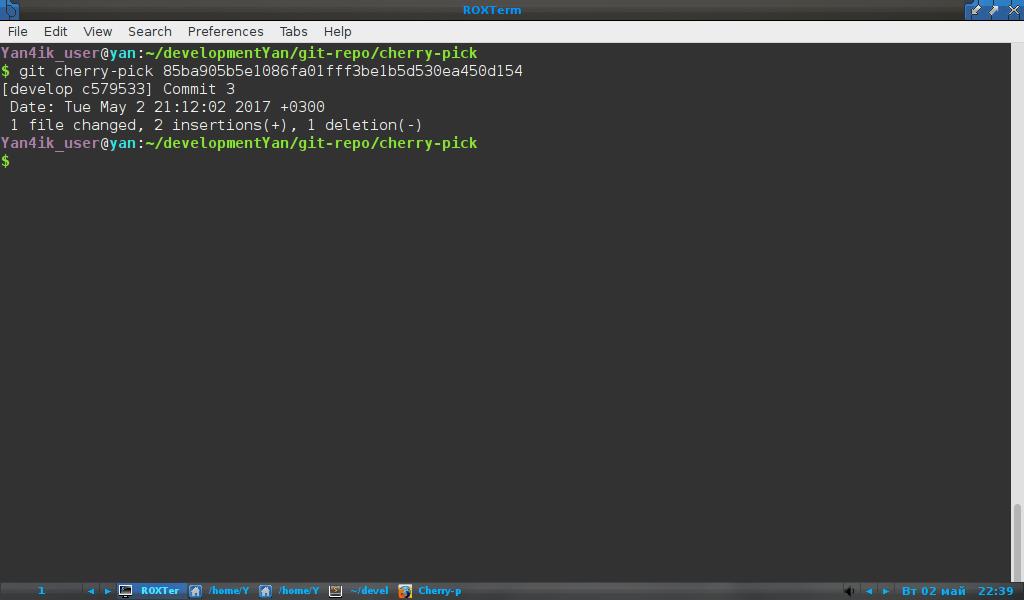 ROXTerm
File Edit View Search Preferences Tabs Help
Yan4ik_user@yan:~/developmentYan/git-repo/cherry-pick
$ git cherry-pick 85ba905b5e1086fa01fff3be1b5d530ea450d154
[develop c579533] Commit 3
 Date: Tue May 2 21:12:02 2017 +0300
 1 file changed, 2 insertions(+), 1 deletion(-)
Yan4ik_user@yan:~/developmentYan/git-repo/cherry-pick
$
1 ROXTer /home/Y /home/Y ~/devel Cherry-p Вт 02 май 22:39